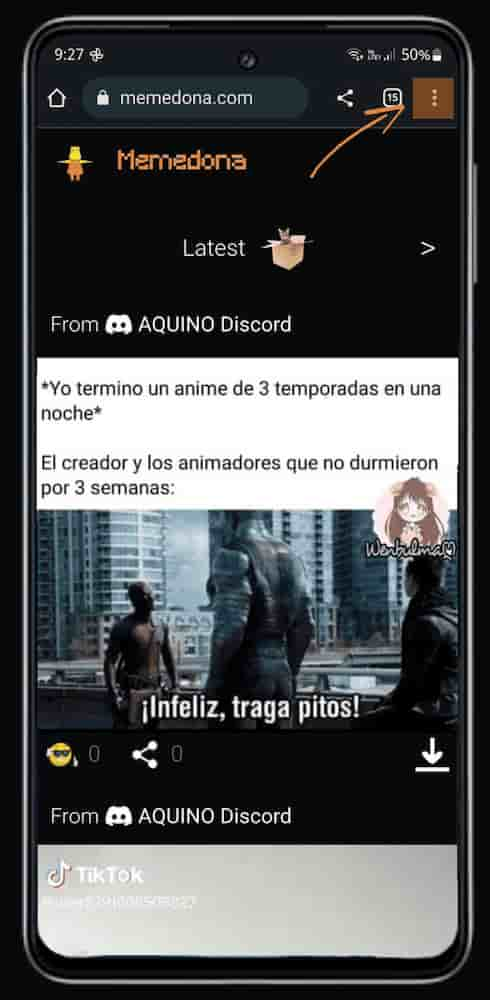 9:27
50%
memedona.com
15
Memedona
Latest >
From AQUINO Discord
*Yo termino un anime de 3 temporadas en una
noche*
El creador y los animadores que no durmieron
por 3 semanas:
Wenbulma
¡Infeliz, traga pitos!
0 0
From AQUINO Discord
TikTok